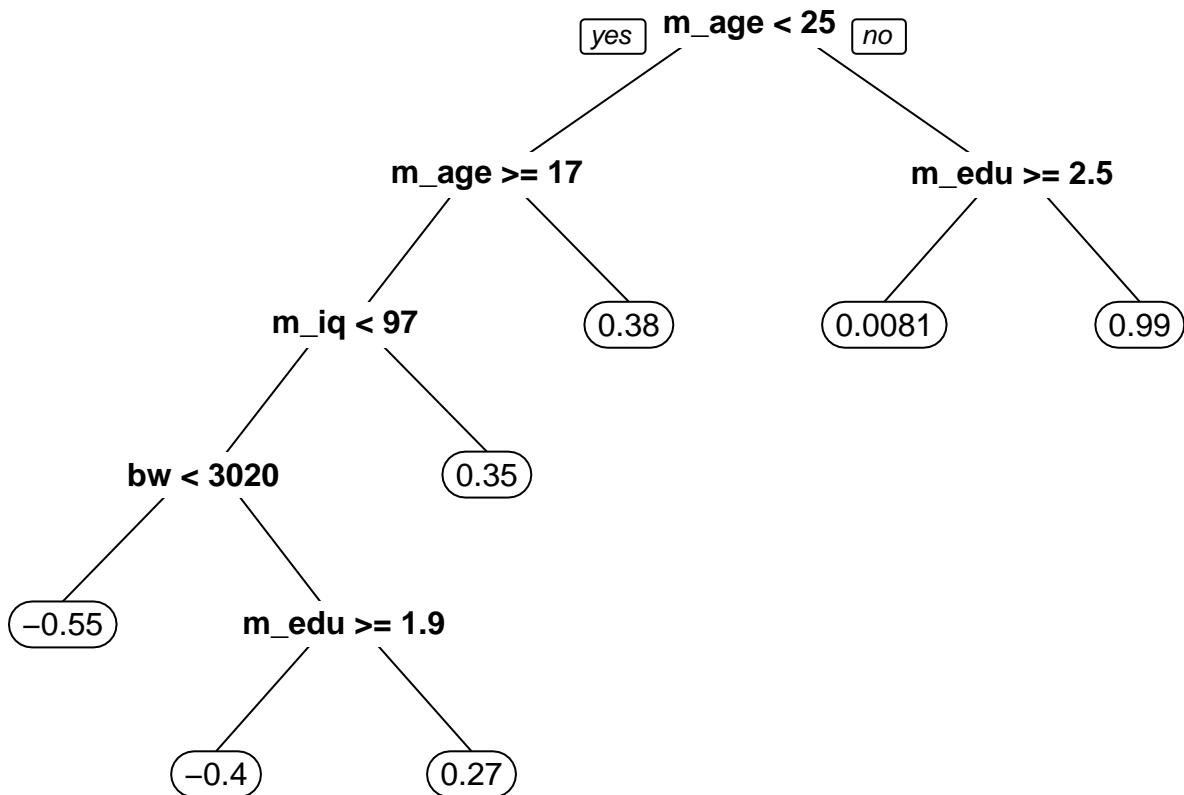 m_age < 25
yes
no
m_age >= 17
m_edu >= 2.5
m_iq < 97
0.38
0.0081
0.99
bw < 3020
0.35
−0.55
m_edu >= 1.9
−0.4
0.27